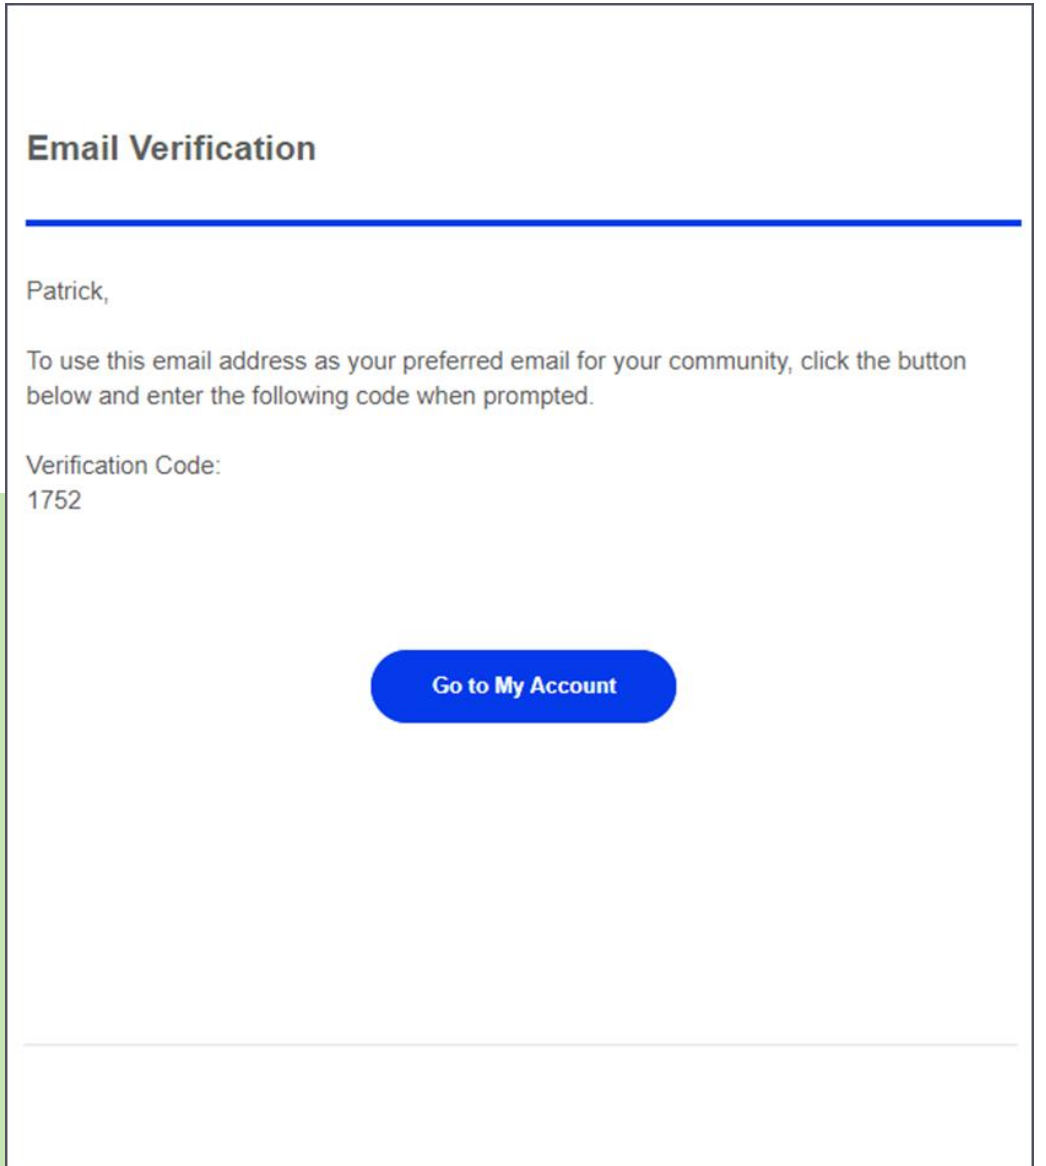 Email Verification
Patrick,
To use this email address as your preferred email for your community, click the button
below and enter the following code when prompted.
Verification Code:
1752
Go to My Account